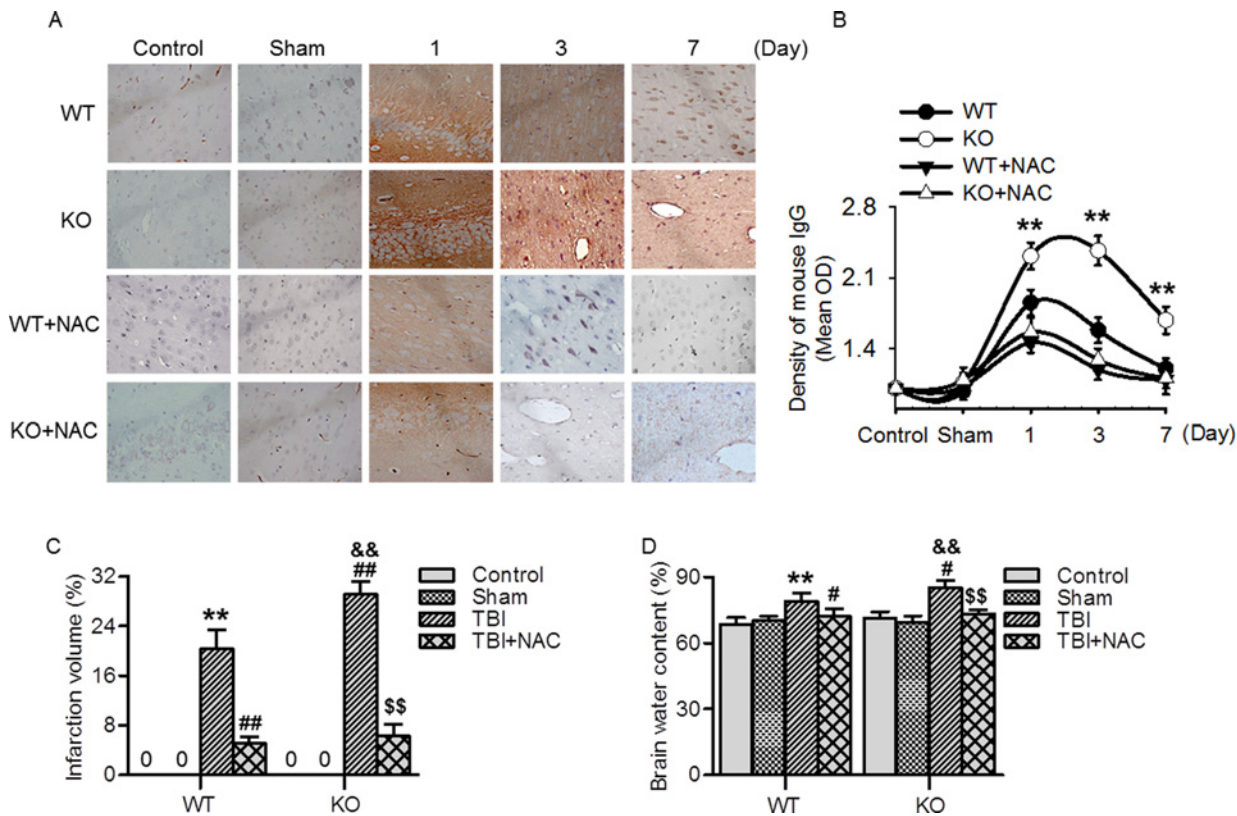 A
Control Sham 1 3 7 (Day)
WT
KO
WT+NAC
KO+NAC
B
WT
KO
WT+NAC
KO+NAC
Density of mouse IgG
(Mean OD)
2.8
2.1
1.4
** ** **
Control Sham 1 3 7 (Day)
C
Infarction volume (%)
32
24
16
8
0
0 0 ** ## 0 0
&&
##
$$
WT KO
Control
Sham
TBI
TBI+NAC
D
Brain water content (%)
90
60
30
0
** #
&&
#
$$
WT KO
Control
Sham
TBI
TBI+NAC